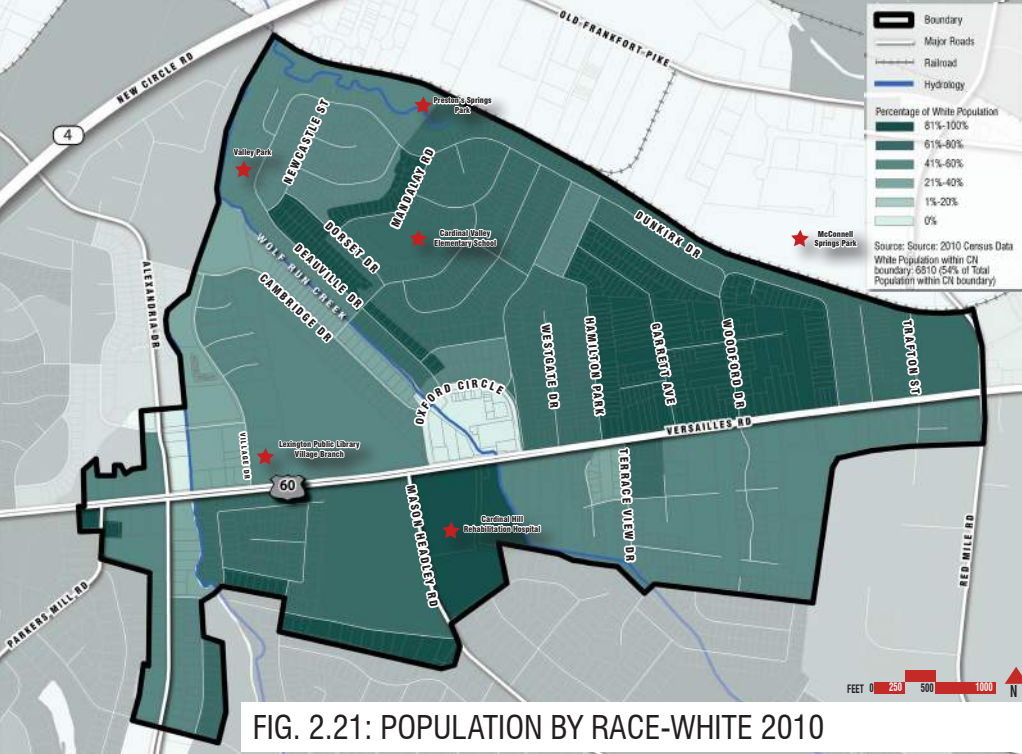 OLD FRANKFORT PIKE
NEW CIRCLE RD
4
Boundary
Major Roads
Railroad
Hydrology
Percentage of White Population
81%-100%
61%-80%
41%-60%
21%-40%
1%-20%
0%
Source: Source: 2010 Census Data
White Population within CN
boundary: 6810 (54% of Total
Population within CN boundary)
Preston's Springs
Park
Valley Park
NEWCASTLE ST
MANDALAY RD
Cardinal Valley
Elementary School
DUNKIRK DR
McConnell
Springs Park
DORSET DR
DEAUVILLE DR
WOLF RUN CREEK
CAMBRIDGE DR
ALEXANDRIA DR
OXFORD CIRCLE
WESTGATE DR
HAMILTON PARK
GARRETT AVE
WOODFORD DR
TRAFTON ST
VERSAILLES RD
VILLAGE DR
Lexington Public Library
Village Branch
60
MASON HEADLEY RD
Cardinal Hill
Rehabilitation Hospital
TERRACE VIEW DR
RED MILE RD
PARKERS MILL RD
FEET 0 250 500 1000 N
FIG. 2.21: POPULATION BY RACE-WHITE 2010